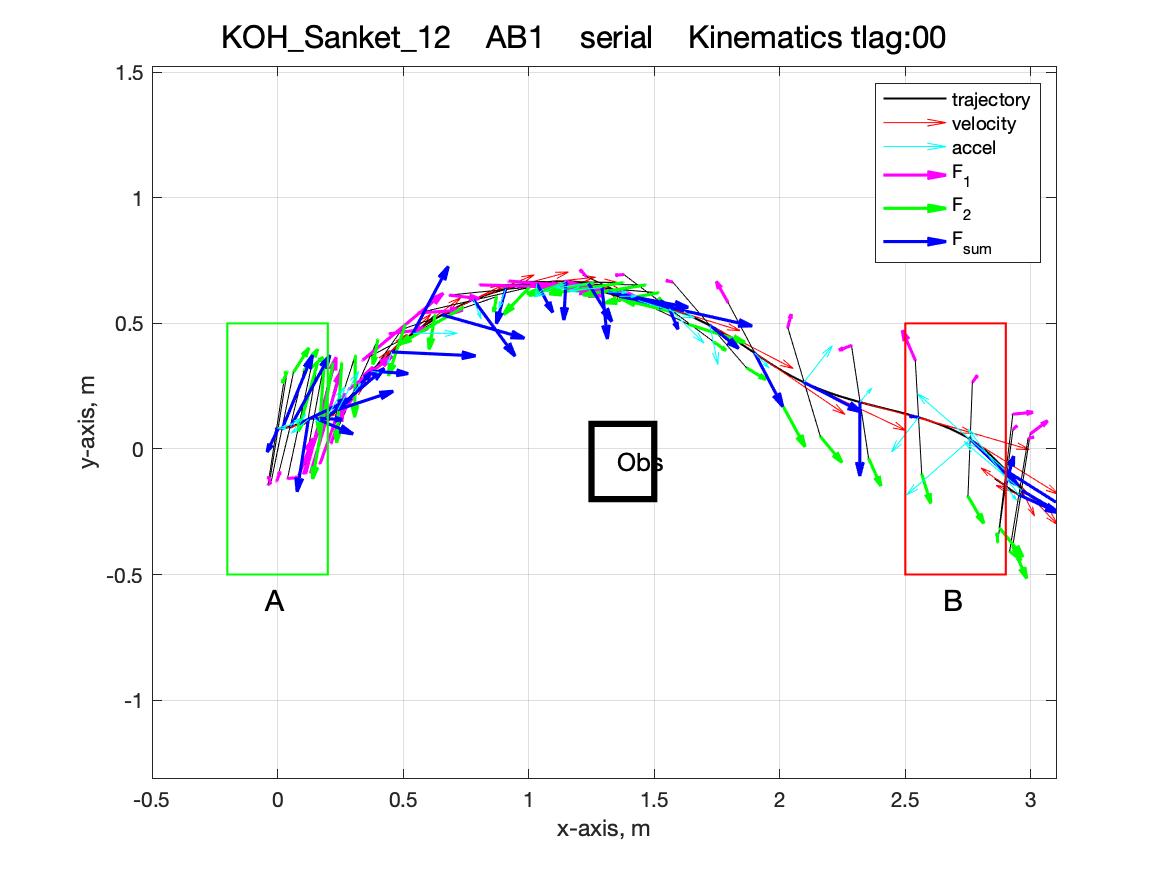 KOH_Sanket_12 AB1 serial Kinematics tlag:00
1.5
1
0.5
0
-0.5
-1
y-axis, m
trajectory
velocity
accel
F1
F2
Fsum
Obs
A
B
-0.5 0 0.5 1 1.5 2 2.5 3
x-axis, m